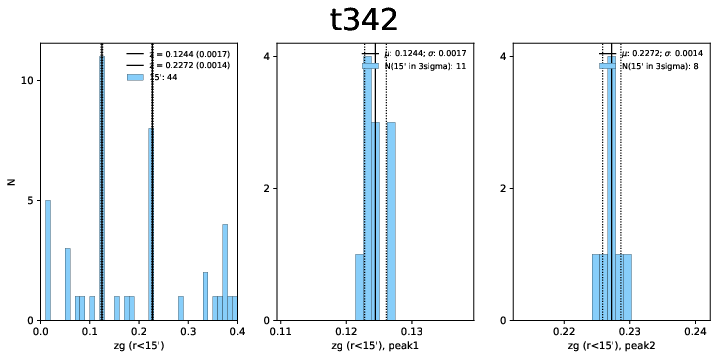 t342
z = 0.1244 (0.0017)
z = 0.2272 (0.0014)
15': 44
N
10
5
0
0.0 0.1 0.2 0.3 0.4
zg (r<15')
μ: 0.1244; σ: 0.0017
N(15' in 3sigma): 11
4
2
0
0.11 0.12 0.13
zg (r<15'), peak1
μ: 0.2272; σ: 0.0014
N(15' in 3sigma): 8
4
2
0
0.22 0.23 0.24
zg (r<15'), peak2